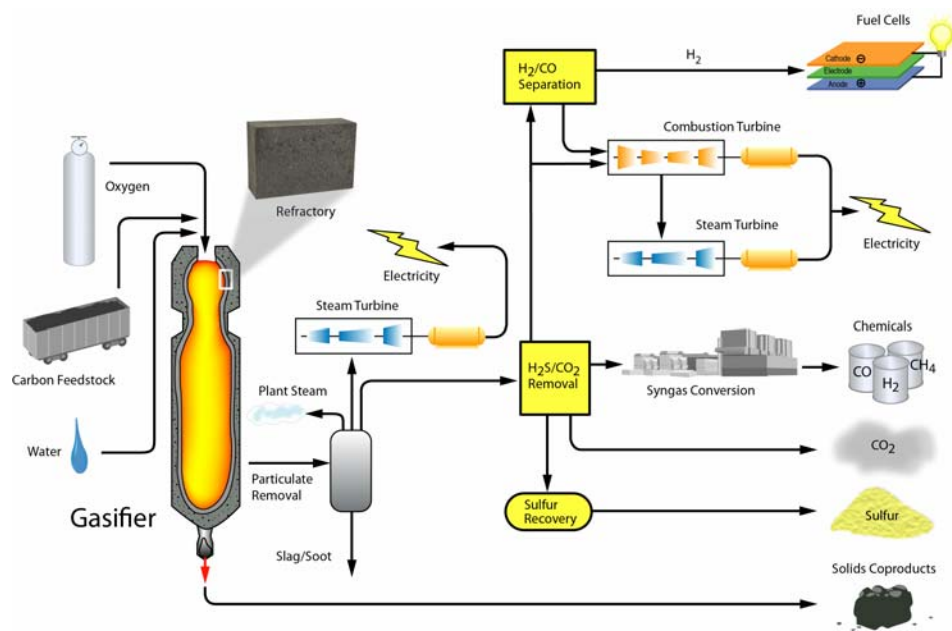 Fuel Cells
H2/CO
Separation
H2
Cathode
Electrode
Anode
Oxygen
Refractory
Combustion Turbine
Steam Turbine
Electricity
Electricity
Steam Turbine
Carbon Feedstock
Plant Steam
H2S/CO2
Removal
Syngas Conversion
Chemicals
CO
H2
CH4
Water
Particulate
Removal
CO2
Gasifier
Sulfur
Recovery
Sulfur
Slag/Soot
Solids Coproducts